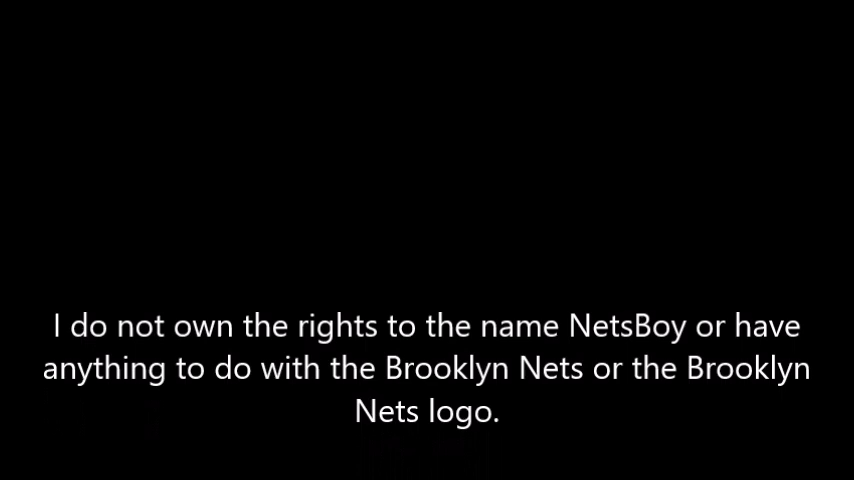 I do not own the rights to the name NetsBoy or have
anything to do with the Brooklyn Nets or the Brooklyn
Nets logo.